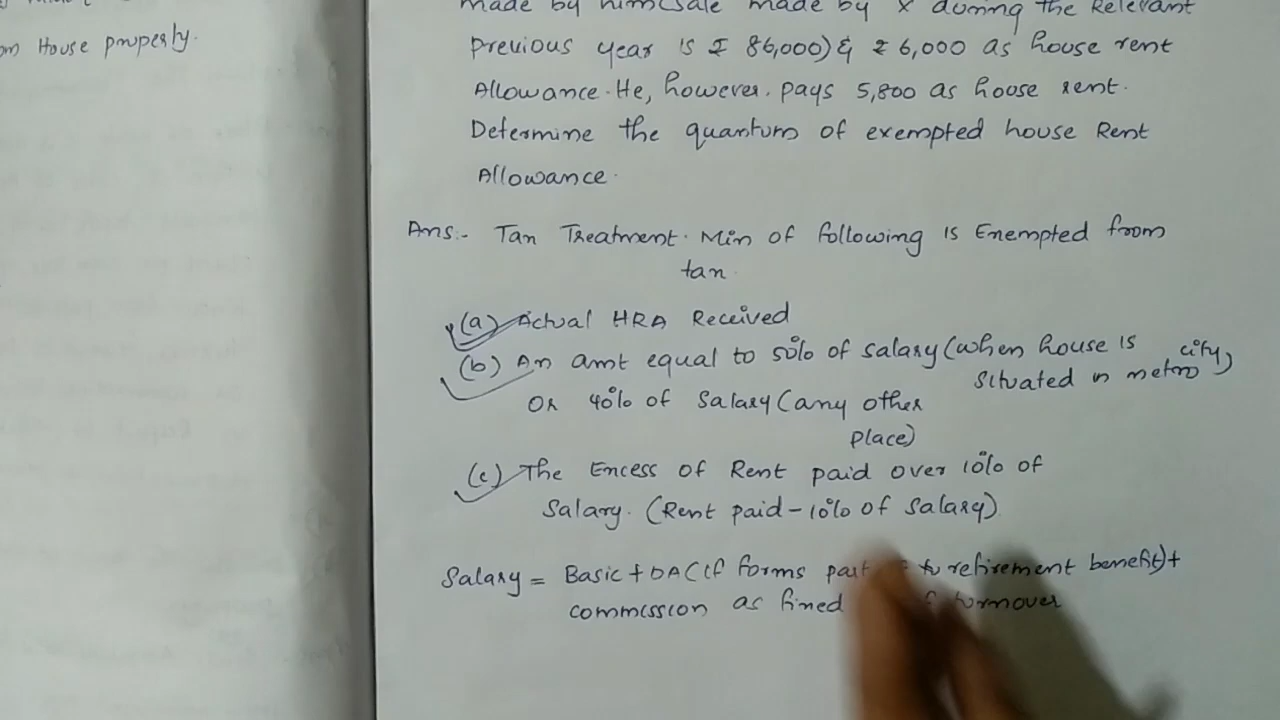 om House property.
made by him(Sale made by X during the Relevant
previous year is ₹ 86,000) & ₹ 6,000 as house rent
Allowance. He, however, pays 5,800 as house rent.
Determine the quantum of exempted house Rent
Allowance.
Ans:- Tax Treatment. Min of following is Exempted from
tax.
(a) Actual HRA Received
(b) An amt equal to 50% of salary (when house is
situated in metro city)
OR 40% of Salary (any other
place)
(c) The Excess of Rent paid over 10% of
Salary. (Rent paid - 10% of Salary)
Salary = Basic + DA (if forms part to retirement benefit) +
commission as fixed turnover